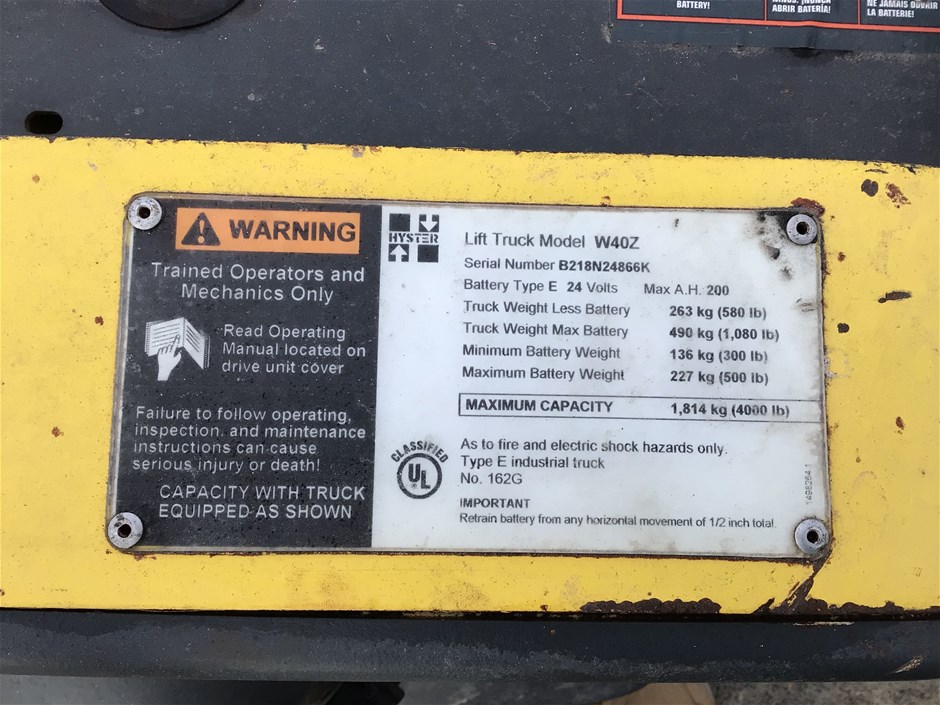 BATTERY!
ABRIR BATERÍA!
NE JAMAIS OUVRIR
LA BATTERIE!
WARNING
Trained Operators and
Mechanics Only
Read Operating
Manual located on
drive unit cover
Failure to follow operating,
inspection, and maintenance
instructions can cause
serious injury or death!
CAPACITY WITH TRUCK
EQUIPPED AS SHOWN
HYSTER
Lift Truck Model W40Z
Serial Number B218N24866K
Battery Type E 24 Volts Max A.H. 200
Truck Weight Less Battery 263 kg (580 lb)
Truck Weight Max Battery 490 kg (1,080 lb)
Minimum Battery Weight 136 kg (300 lb)
Maximum Battery Weight 227 kg (500 lb)
MAXIMUM CAPACITY 1,814 kg (4000 lb)
CLASSIFIED
UL
As to fire and electric shock hazards only.
Type E industrial truck
No. 162G
IMPORTANT
Retrain battery from any horizontal movement of 1/2 inch total.